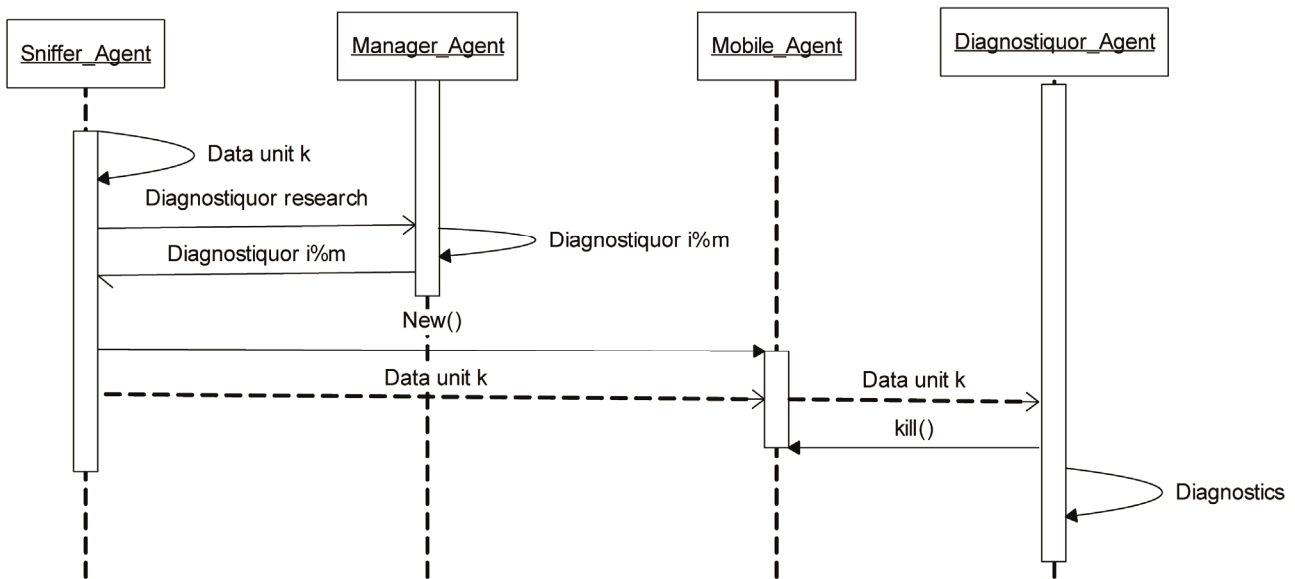 Sniffer_Agent
Manager_Agent
Mobile_Agent
Diagnostiquor_Agent
Data unit k
Diagnostiquor research
Diagnostiquor i%m
Diagnostiquor i%m
New()
Data unit k
Data unit k
kill()
Diagnostics